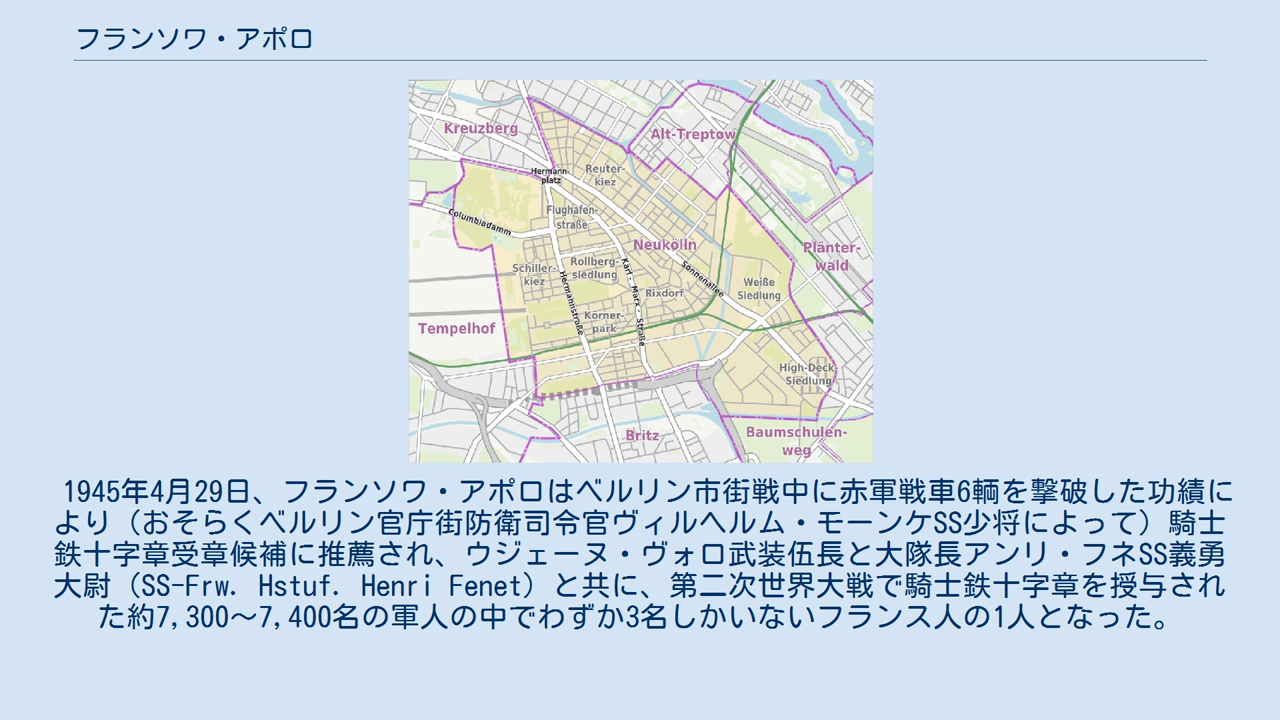 フランソワ・アポロ
Kreuzberg
Alt-Treptow
Hermann-
platz
Reuter-
kiez
Columbiadamm
Flughafen-
straße
Neukölln
Plänter-
wald
Schiller-
kiez
Rollberg-
siedlung
Karl-Marx-Straße
Sonnenallee
Hermannstraße
Rixdorf
Weiße
Siedlung
Körner-
park
Tempelhof
High-Deck-
Siedlung
Britz
Baumschulen-
weg
1945年4月29日、フランソワ・アポロはベルリン市街戦中に赤軍戦車6輌を撃破した功績に
より（おそらくベルリン官庁街防衛司令官ヴィルヘルム・モーンケSS少将によって）騎士
鉄十字章受章候補に推薦され、ウジェーヌ・ヴォロ武装伍長と大隊長アンリ・フネSS義勇
大尉（SS-Frw. Hstuf. Henri Fenet）と共に、第二次世界大戦で騎士鉄十字章を授与され
た約7,300～7,400名の軍人の中でわずか3名しかいないフランス人の1人となった。